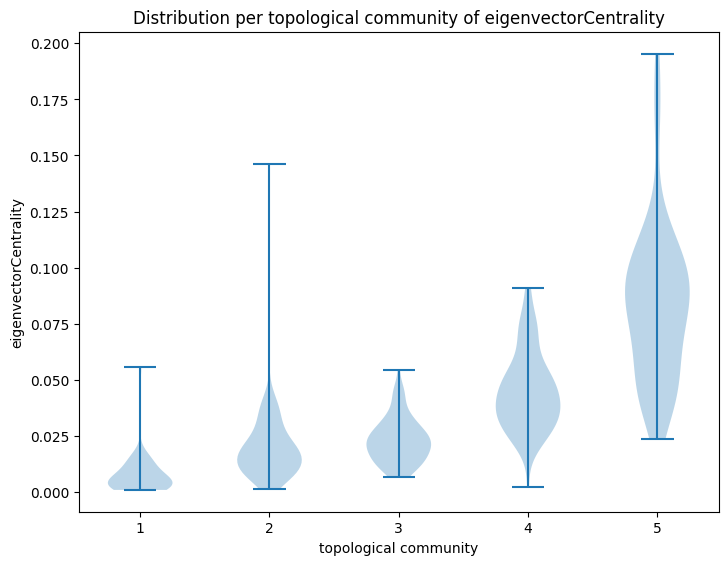 Distribution per topological community of eigenvectorCentrality
0.200
0.175
0.150
0.125
0.100
0.075
0.050
0.025
0.000
eigenvectorCentrality
1 2 3 4 5
topological community